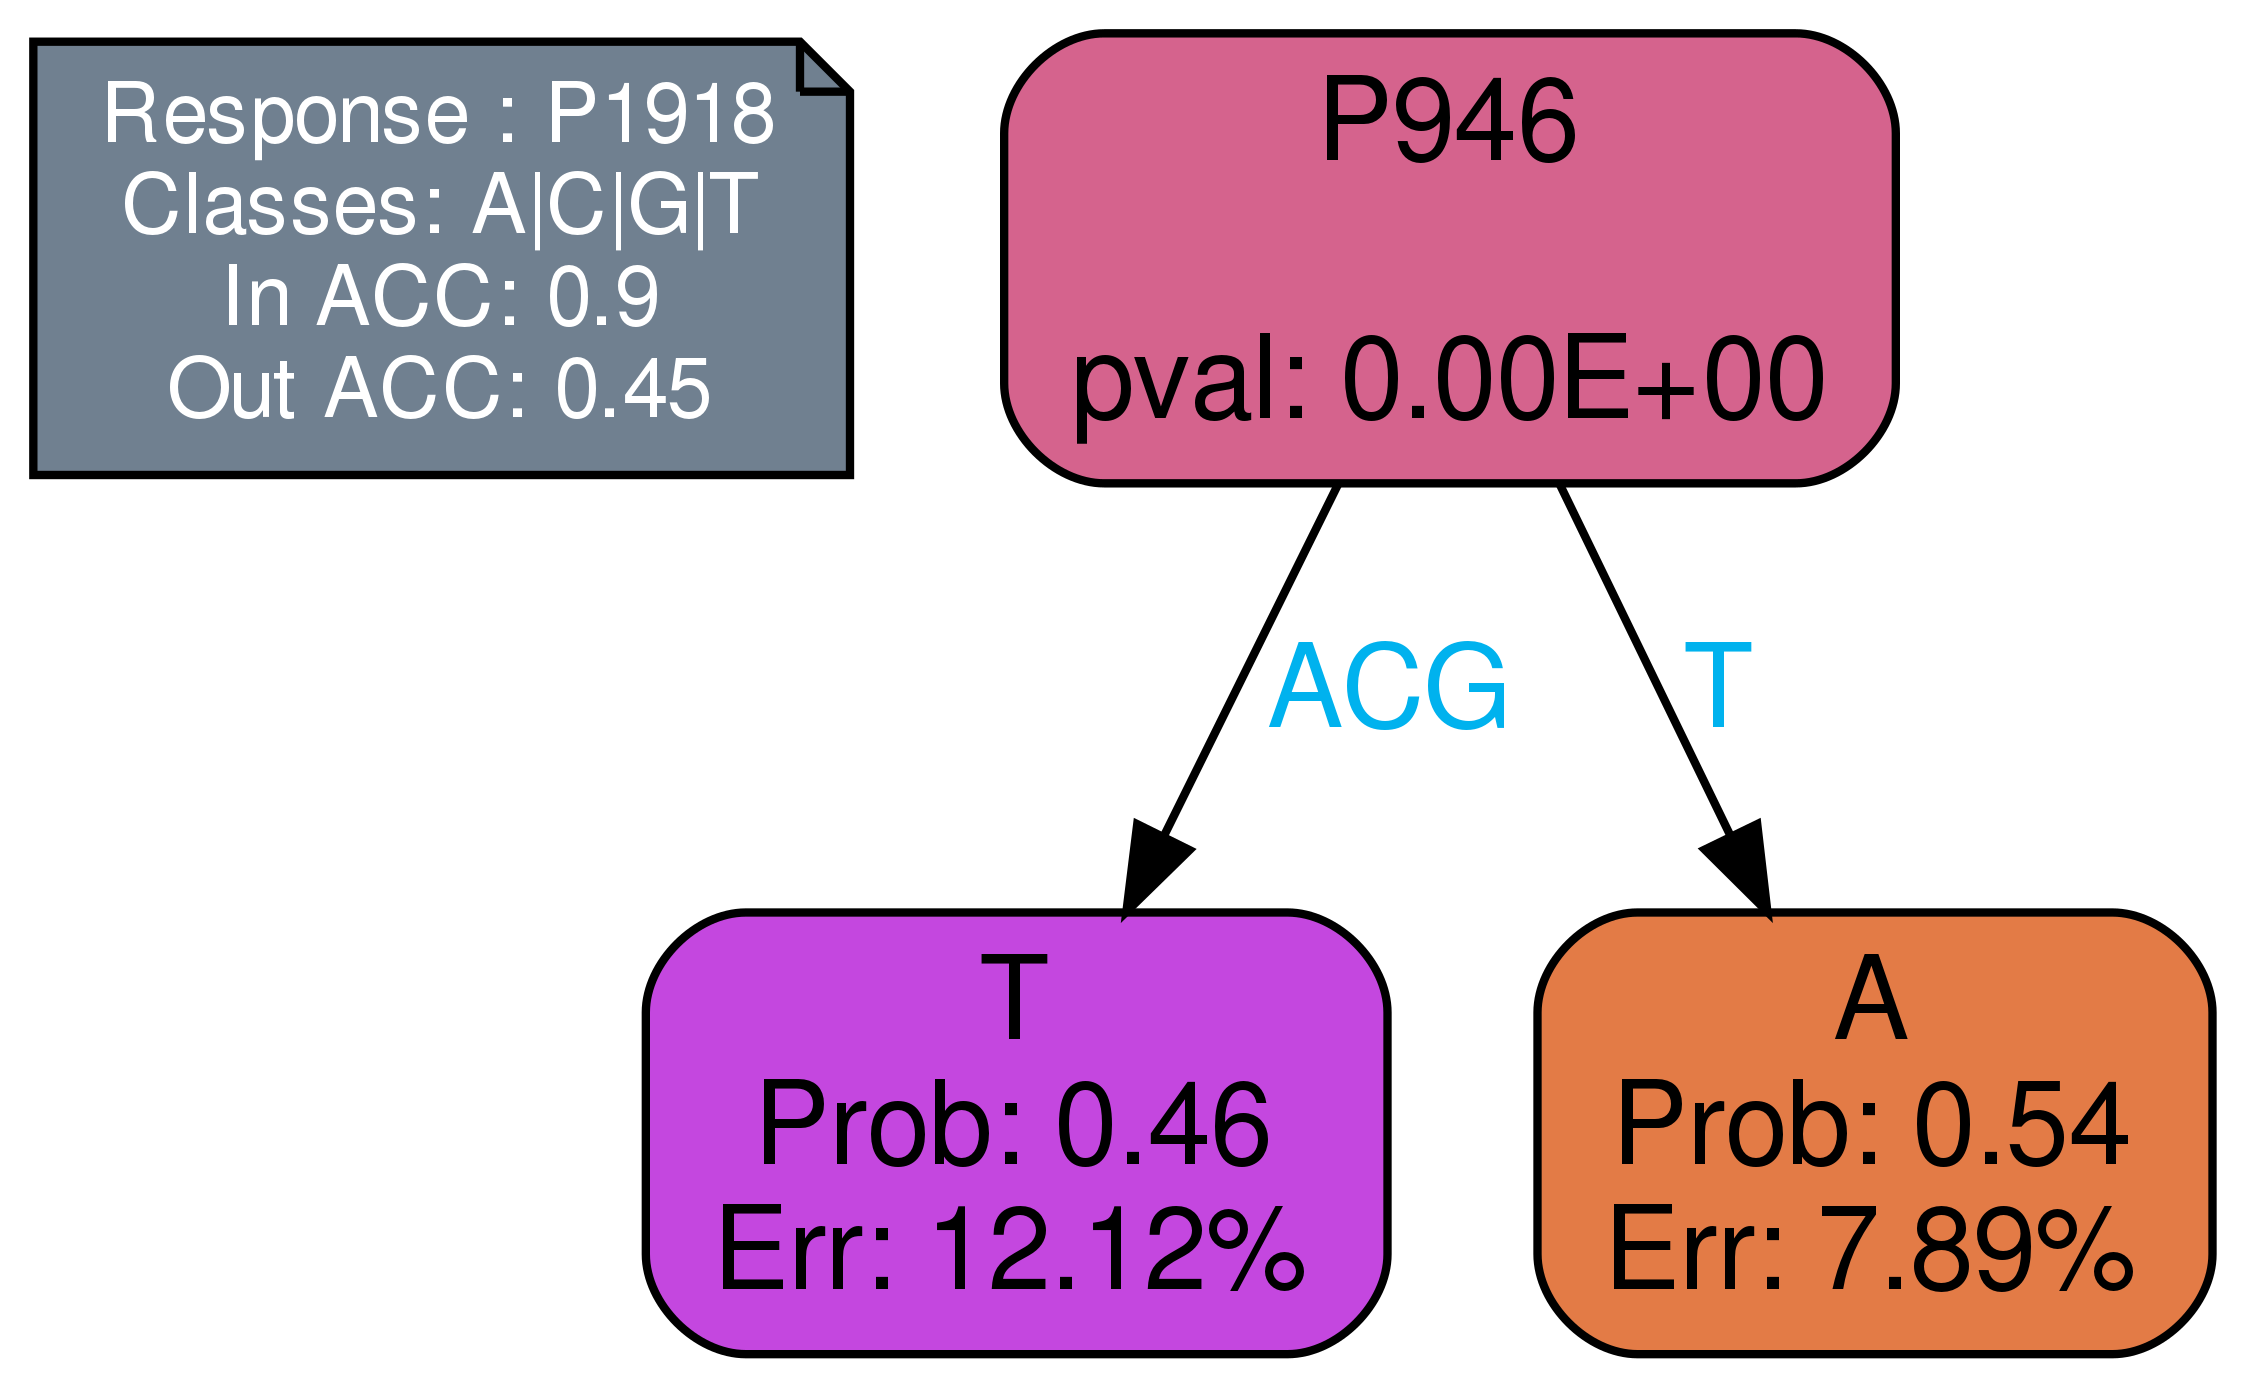 Response : P1918
Classes: A|C|G|T
In ACC: 0.9
Out ACC: 0.45
P946
pval: 0.00E+00
ACG
T
T
Prob: 0.46
Err: 12.12%
A
Prob: 0.54
Err: 7.89%